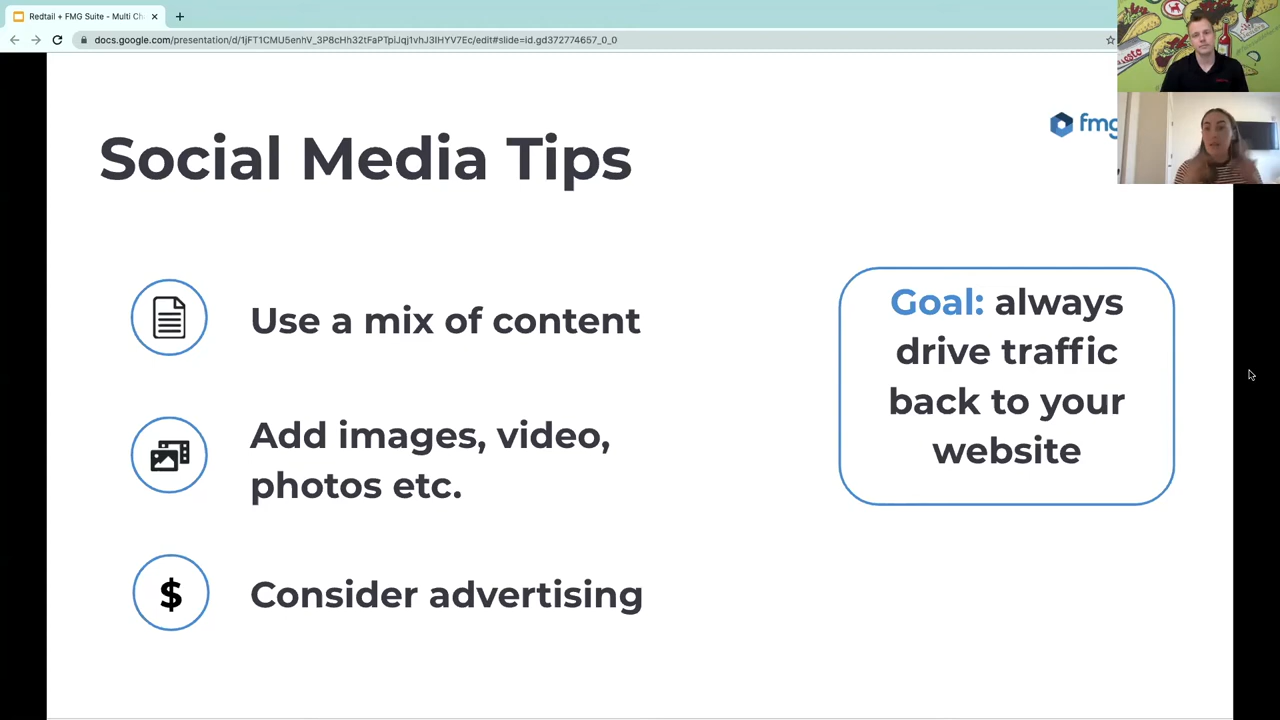 Redtail + FMG Suite - Multi Ch
docs.google.com/presentation/d/1jFT1CMU5enhV_3P8cHh32tFaPTpiJqj1vhJ3IHYV7Ec/edit#slide=id.gd372774657_0_0
fmg
Social Media Tips
Use a mix of content
Add images, video,
photos etc.
$
Consider advertising
Goal: always
drive traffic
back to your
website